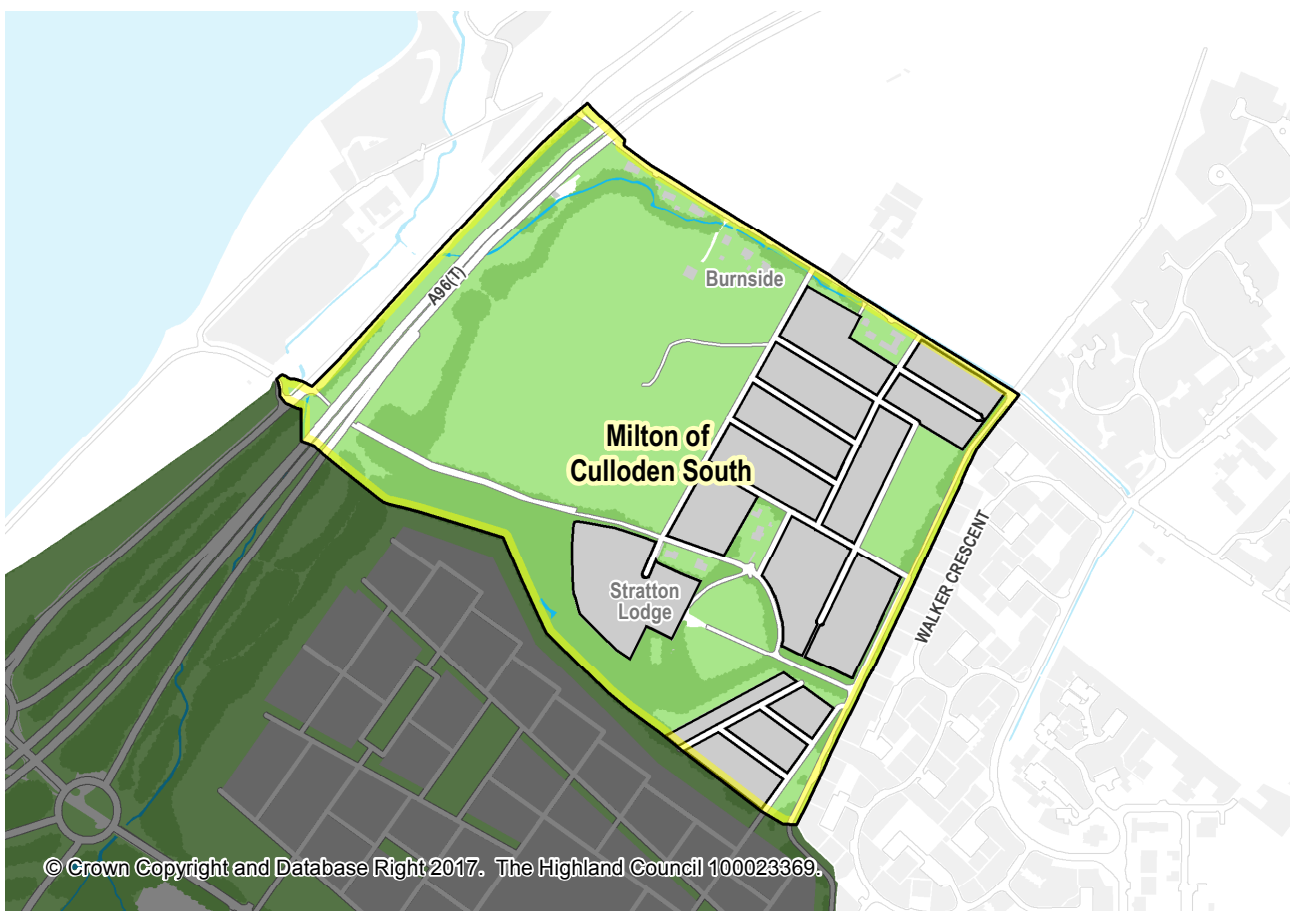 A96(T)
Burnside
Milton of
Culloden South
WALKER CRESCENT
Stratton
Lodge
© Crown Copyright and Database Right 2017.  The Highland Council 100023369.